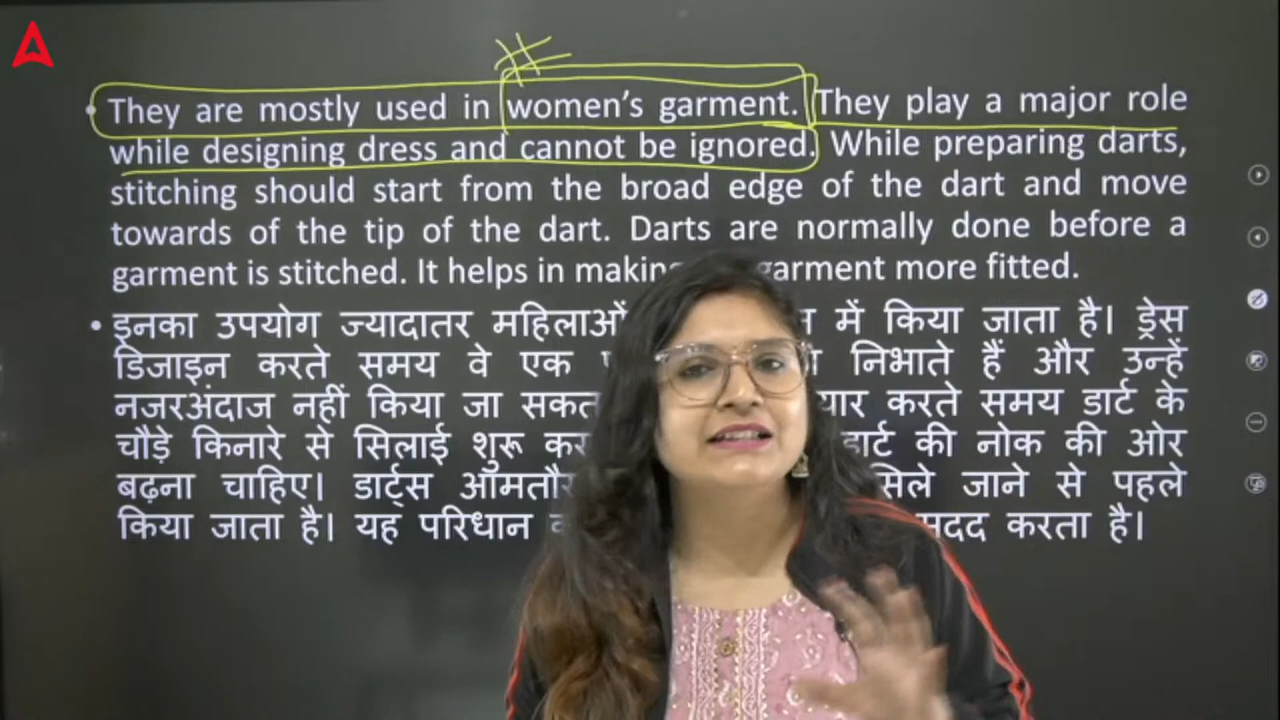 They are mostly used in women's garment. They play a major role
while designing dress and cannot be ignored. While preparing darts,
stitching should start from the broad edge of the dart and move
towards of the tip of the dart. Darts are normally done before a
garment is stitched. It helps in making garment more fitted.
इनका उपयोग ज्यादातर महिलाओं में किया जाता है। ड्रेस
डिजाइन करते समय वे एक निभाते हैं और उन्हें
नजरअंदाज नहीं किया जा करते समय डार्ट के
चौड़े किनारे से सिलाई शुरू डार्ट की नोक की ओर
बढ़ना चाहिए। डार्ट्स सिले जाने से पहले
किया जाता है। यह परिधान मदद करता है।